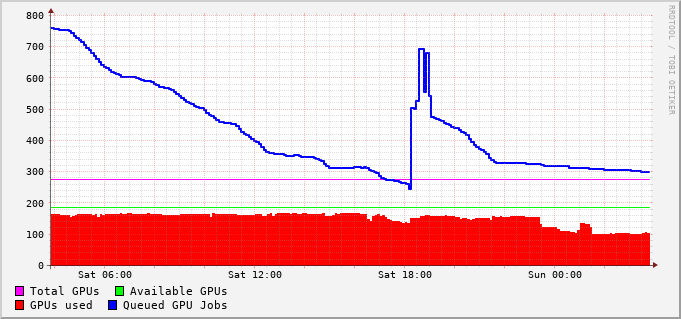 800
700
600
500
400
300
200
100
0
Sat 06:00 Sat 12:00 Sat 18:00 Sun 00:00
Total GPUs Available GPUs
GPUs used Queued GPU Jobs
RRDTOOL / TOBI OETIKER